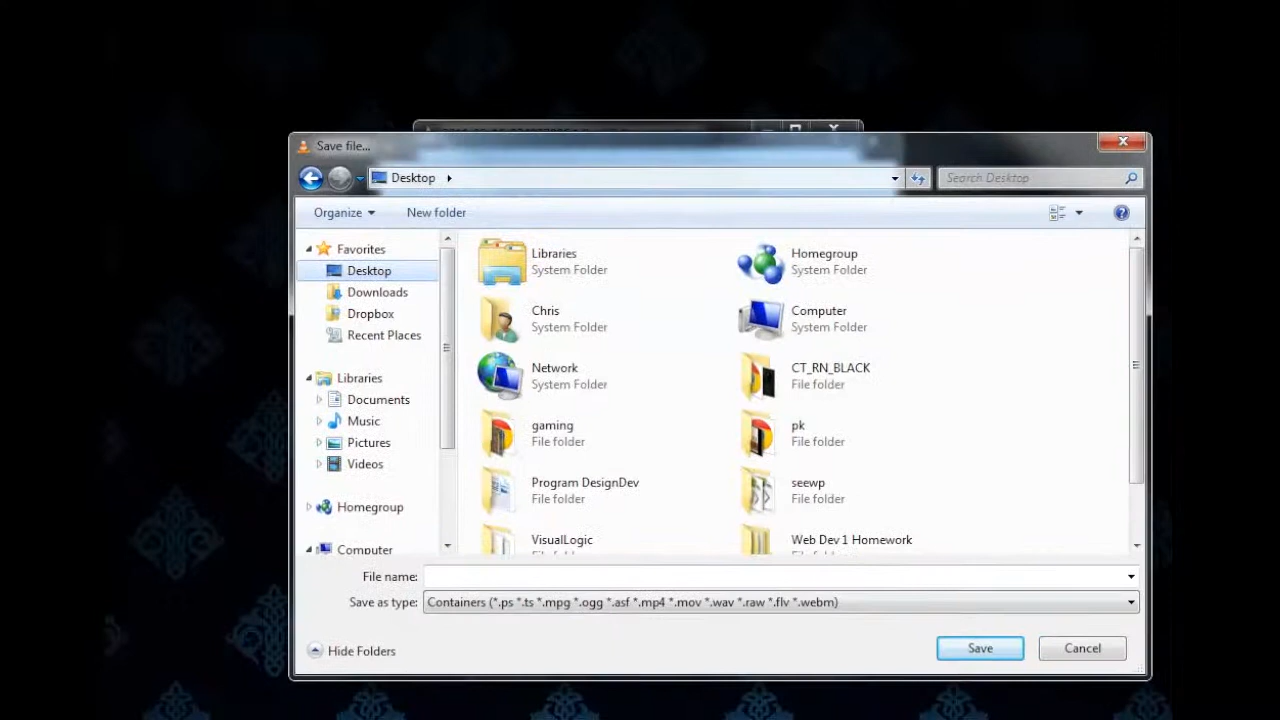 Save file...
Desktop
Search Desktop
Organize
New folder
Favorites
Desktop
Downloads
Dropbox
Recent Places
Libraries
Documents
Music
Pictures
Videos
Homegroup
Computer
Libraries
System Folder
Homegroup
System Folder
Chris
System Folder
Computer
System Folder
Network
System Folder
CT_RN_BLACK
File folder
gaming
File folder
pk
File folder
Program DesignDev
File folder
seewp
File folder
VisualLogic
File folder
Web Dev 1 Homework
File folder
File name:
Save as type: Containers (*.ps *.ts *.mpg *.ogg *.asf *.mp4 *.mov *.wav *.raw *.flv *.webm)
Hide Folders
Save
Cancel